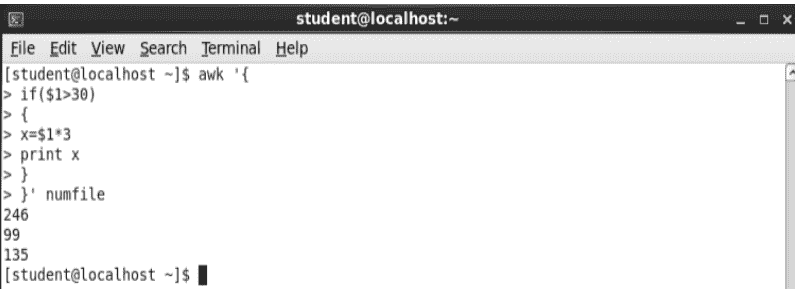 student@localhost:~
File Edit View Search Terminal Help
[student@localhost ~]$ awk '{
> if($1>30)
> {
> x=$1*3
> print x
> }
> }' numfile
246
99
135
[student@localhost ~]$